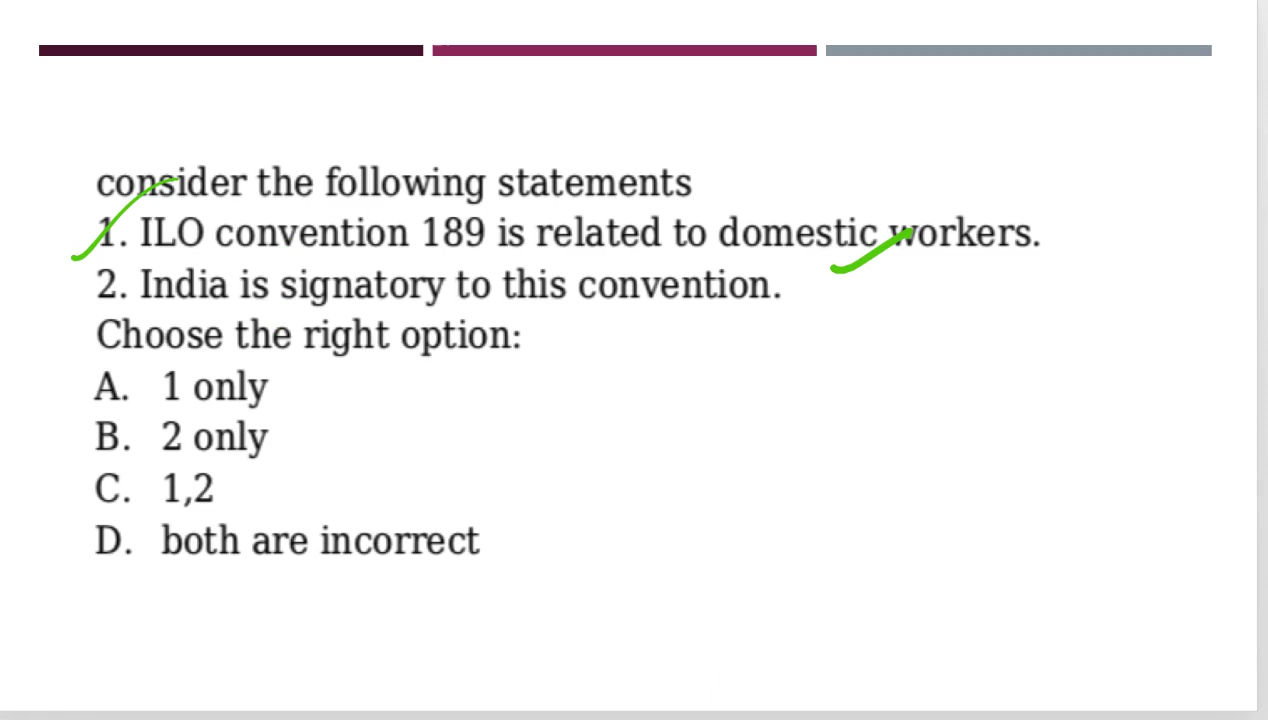 consider the following statements
1. ILO convention 189 is related to domestic workers.
2. India is signatory to this convention.
Choose the right option:
A. 1 only
B. 2 only
C. 1,2
D. both are incorrect